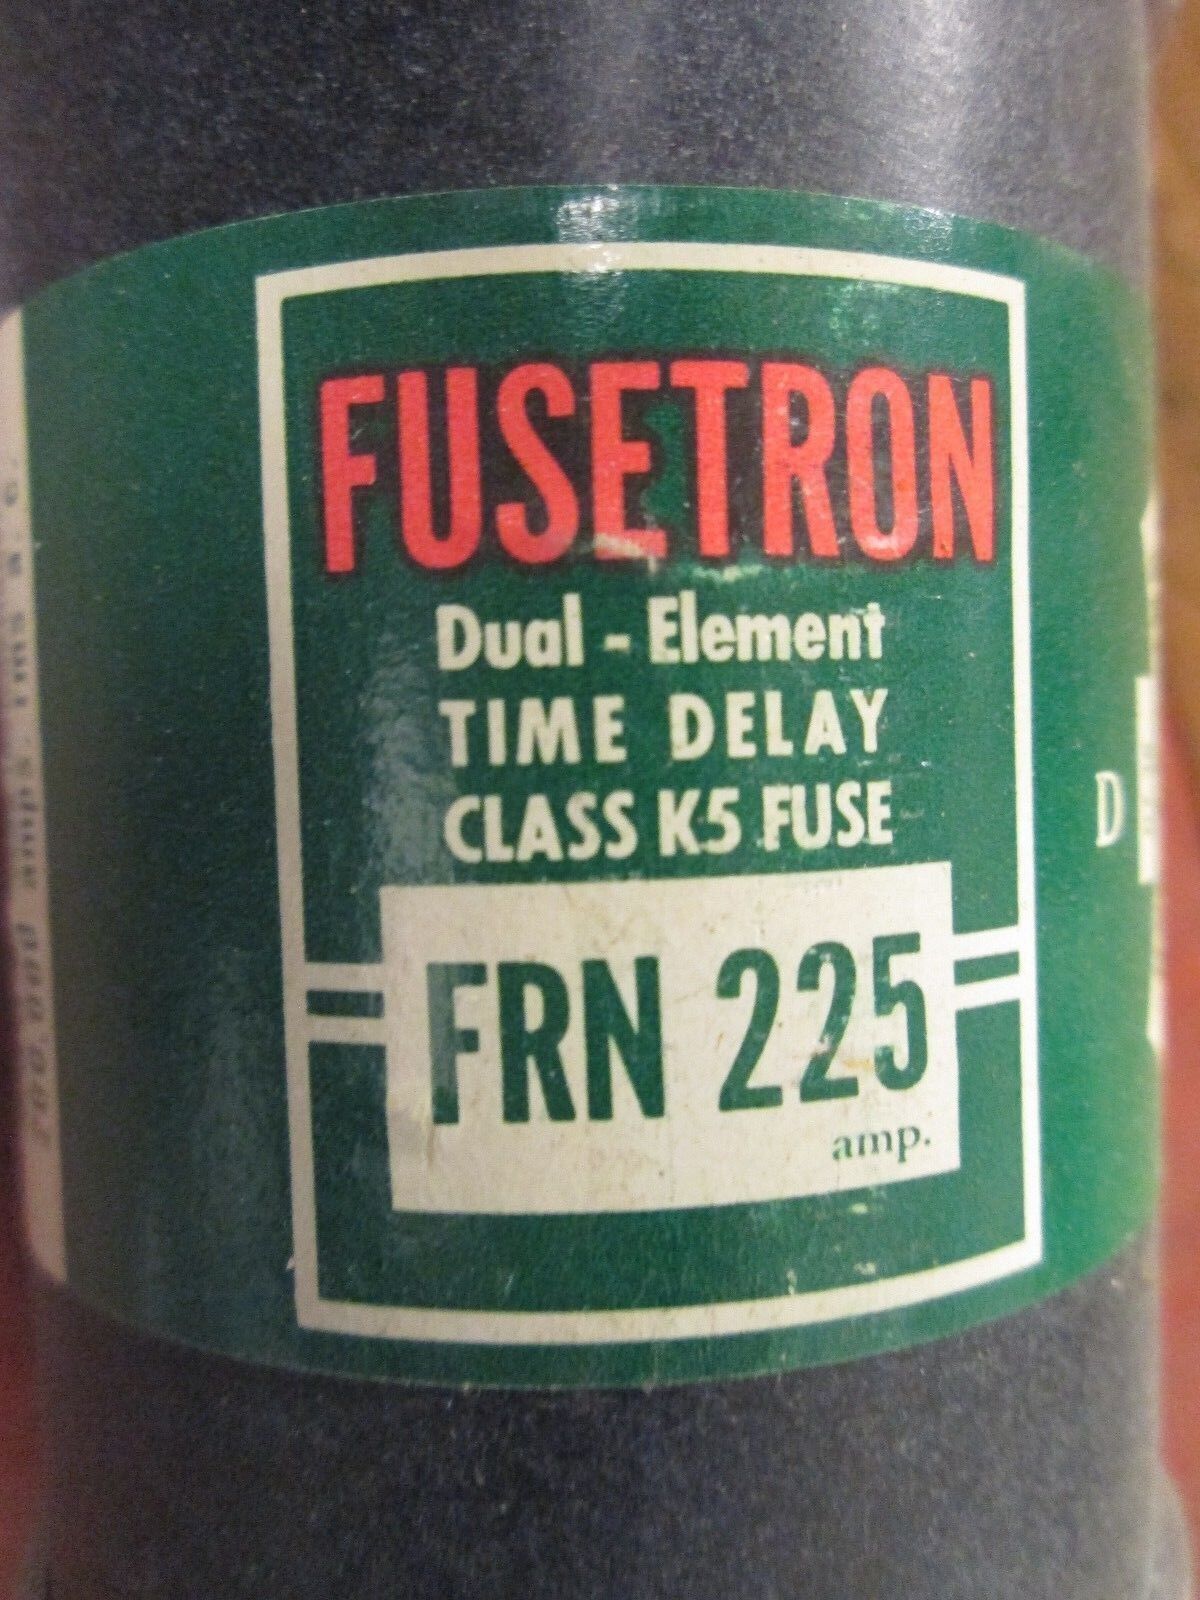 FUSETRON
Dual - Element
TIME DELAY
CLASS K5 FUSE
FRN 225
amp.
D